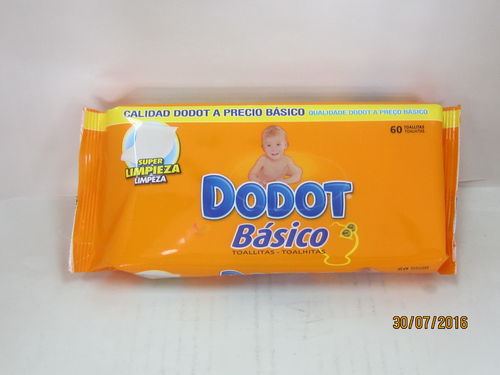 CALIDAD DODOT A PRECIO BÁSICO QUALIDADE DODOT A PREÇO BÁSICO
60 TOALLITAS
TOALHITAS
SUPER
LIMPIEZA
LIMPEZA
DODOT
Básico
TOALLITAS - TOALHITAS
DODOT
30/07/2016